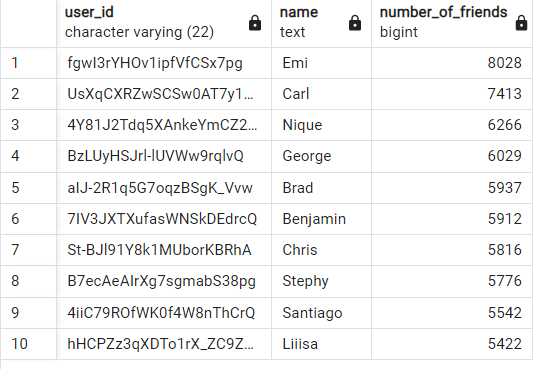 user_id name number_of_friends
character varying (22) text bigint
1 fgwI3rYHOv1ipfVfCSx7pg Emi 8028
2 UsXqCXRZwSCSw0AT7y1... Carl 7413
3 4Y81J2Tdq5XAnkeYmCZ2... Nique 6266
4 BzLUyHSJrl-lUVWw9rqlvQ George 6029
5 aIJ-2R1q5G7oqzBSgK_Vvw Brad 5937
6 7IV3JXTXufasWNSkDEdrcQ Benjamin 5912
7 St-BJl91Y8k1MUborKBRhA Chris 5816
8 B7ecAeAIrXg7sgmabS38pg Stephy 5776
9 4iiC79ROfWK0f4W8nThCrQ Santiago 5542
10 hHCPZz3qXDTo1rX_ZC9Z... Liiisa 5422